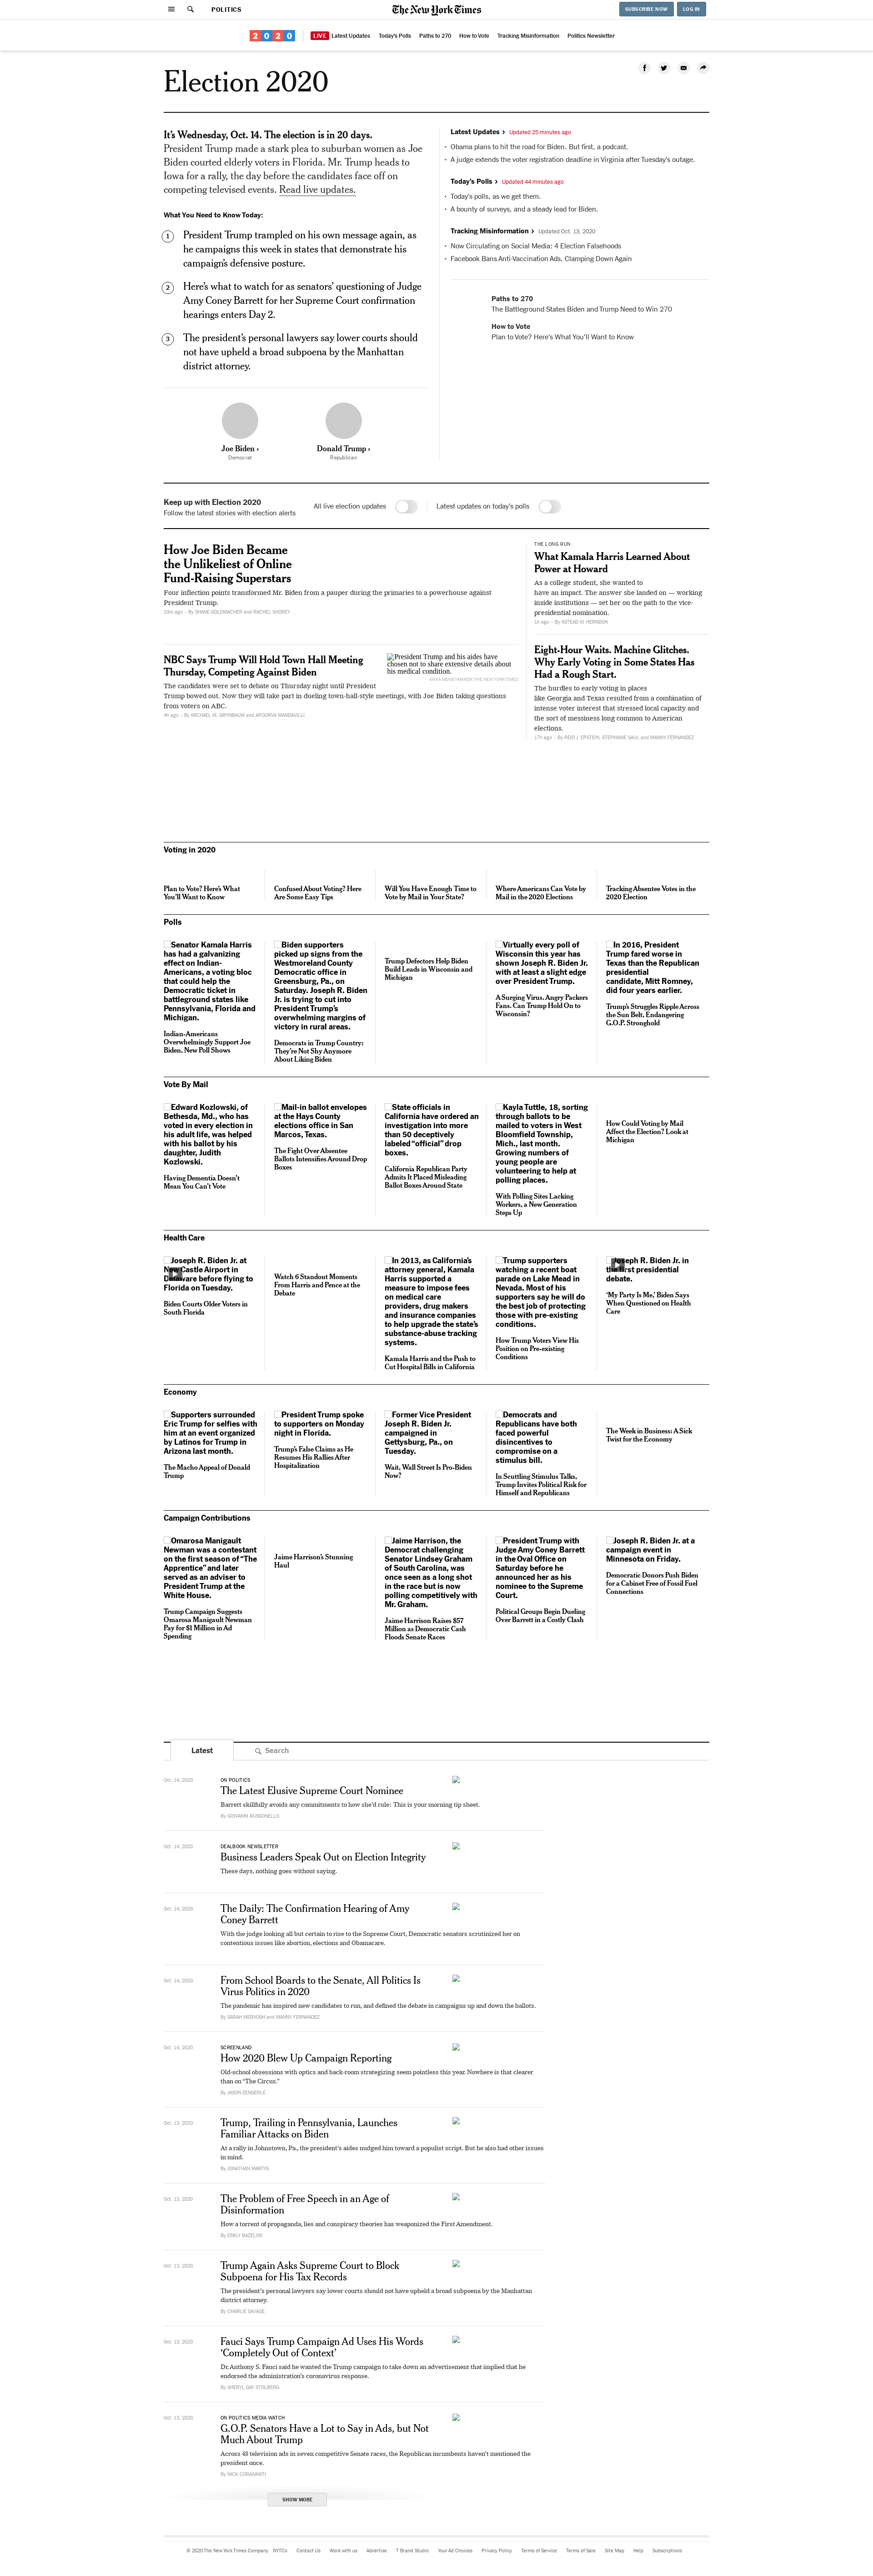 POLITICS
The New York Times
SUBSCRIBE NOW
LOG IN
2020
LIVE Latest Updates
Today's Polls
Paths to 270
How to Vote
Tracking Misinformation
Politics Newsletter
Election 2020
It's Wednesday, Oct. 14. The election is in 20 days.
President Trump made a stark plea to suburban women as Joe
Biden courted elderly voters in Florida. Mr. Trump heads to
Iowa for a rally, the day before the candidates face off on
competing televised events. Read live updates.
What You Need to Know Today:
1
President Trump trampled on his own message again, as
he campaigns this week in states that demonstrate his
campaign's defensive posture.
2
Here's what to watch for as senators' questioning of Judge
Amy Coney Barrett for her Supreme Court confirmation
hearings enters Day 2.
3
The president's personal lawyers say lower courts should
not have upheld a broad subpoena by the Manhattan
district attorney.
Joe Biden ›
Democrat
Donald Trump ›
Republican
Latest Updates › Updated 25 minutes ago
• Obama plans to hit the road for Biden. But first, a podcast.
• A judge extends the voter registration deadline in Virginia after Tuesday's outage.
Today's Polls › Updated 44 minutes ago
• Today's polls, as we get them.
• A bounty of surveys, and a steady lead for Biden.
Tracking Misinformation › Updated Oct. 13, 2020
• Now Circulating on Social Media: 4 Election Falsehoods
• Facebook Bans Anti-Vaccination Ads, Clamping Down Again
Paths to 270
The Battleground States Biden and Trump Need to Win 270
How to Vote
Plan to Vote? Here's What You'll Want to Know
Keep up with Election 2020
Follow the latest stories with election alerts
All live election updates
Latest updates on today's polls
How Joe Biden Became
the Unlikeliest of Online
Fund-Raising Superstars
Four inflection points transformed Mr. Biden from a pauper during the primaries to a powerhouse against
President Trump.
10m ago – By SHANE GOLDMACHER and RACHEL SHOREY
NBC Says Trump Will Hold Town Hall Meeting
Thursday, Competing Against Biden
The candidates were set to debate on Thursday night until President
Trump bowed out. Now they will take part in dueling town-hall-style meetings, with Joe Biden taking questions
from voters on ABC.
4h ago – By MICHAEL M. GRYNBAUM and APOORVA MANDAVILLI
President Trump and his aides have
chosen not to share extensive details about
his medical condition.
ANNA MONEYMAKER/THE NEW YORK TIMES
THE LONG RUN
What Kamala Harris Learned About
Power at Howard
As a college student, she wanted to
have an impact. The answer she landed on — working
inside institutions — set her on the path to the vice-
presidential nomination.
1h ago – By ASTEAD W. HERNDON
Eight-Hour Waits. Machine Glitches.
Why Early Voting in Some States Has
Had a Rough Start.
The hurdles to early voting in places
like Georgia and Texas resulted from a combination of
intense voter interest that stressed local capacity and
the sort of messiness long common to American
elections.
17h ago – By REID J. EPSTEIN, STEPHANIE SAUL and MANNY FERNANDEZ
Voting in 2020
Plan to Vote? Here's What
You'll Want to Know
Confused About Voting? Here
Are Some Easy Tips
Will You Have Enough Time to
Vote by Mail in Your State?
Where Americans Can Vote by
Mail in the 2020 Elections
Tracking Absentee Votes in the
2020 Election
Polls
Senator Kamala Harris
has had a galvanizing
effect on Indian-
Americans, a voting bloc
that could help the
Democratic ticket in
battleground states like
Pennsylvania, Florida and
Michigan.
Indian-Americans
Overwhelmingly Support Joe
Biden, New Poll Shows
Biden supporters
picked up signs from the
Westmoreland County
Democratic office in
Greensburg, Pa., on
Saturday. Joseph R. Biden
Jr. is trying to cut into
President Trump's
overwhelming margins of
victory in rural areas.
Democrats in Trump Country:
They're Not Shy Anymore
About Liking Biden
Trump Defectors Help Biden
Build Leads in Wisconsin and
Michigan
Virtually every poll of
Wisconsin this year has
shown Joseph R. Biden Jr.
with at least a slight edge
over President Trump.
A Surging Virus. Angry Packers
Fans. Can Trump Hold On to
Wisconsin?
In 2016, President
Trump fared worse in
Texas than the Republican
presidential
candidate, Mitt Romney,
did four years earlier.
Trump's Struggles Ripple Across
the Sun Belt, Endangering
G.O.P. Stronghold
Vote By Mail
Edward Kozlowski, of
Bethesda, Md., who has
voted in every election in
his adult life, was helped
with his ballot by his
daughter, Judith
Kozlowski.
Having Dementia Doesn't
Mean You Can't Vote
Mail-in ballot envelopes
at the Hays County
elections office in San
Marcos, Texas.
The Fight Over Absentee
Ballots Intensifies Around Drop
Boxes
State officials in
California have ordered an
investigation into more
than 50 deceptively
labeled “official” drop
boxes.
California Republican Party
Admits It Placed Misleading
Ballot Boxes Around State
Kayla Tuttle, 18, sorting
through ballots to be
mailed to voters in West
Bloomfield Township,
Mich., last month.
Growing numbers of
young people are
volunteering to help at
polling places.
With Polling Sites Lacking
Workers, a New Generation
Steps Up
How Could Voting by Mail
Affect the Election? Look at
Michigan
Health Care
Joseph R. Biden Jr. at
New Castle Airport in
Delaware before flying to
Florida on Tuesday.
Biden Courts Older Voters in
South Florida
Watch 6 Standout Moments
From Harris and Pence at the
Debate
In 2013, as California's
attorney general, Kamala
Harris supported a
measure to impose fees
on medical care
providers, drug makers
and insurance companies
to help upgrade the state's
substance-abuse tracking
systems.
Kamala Harris and the Push to
Cut Hospital Bills in California
Trump supporters
watching a recent boat
parade on Lake Mead in
Nevada. Most of his
supporters say he will do
the best job of protecting
those with pre-existing
conditions.
How Trump Voters View His
Position on Pre-existing
Conditions
Joseph R. Biden Jr. in
the first presidential
debate.
‘My Party Is Me,’ Biden Says
When Questioned on Health
Care
Economy
Supporters surrounded
Eric Trump for selfies with
him at an event organized
by Latinos for Trump in
Arizona last month.
The Macho Appeal of Donald
Trump
President Trump spoke
to supporters on Monday
night in Florida.
Trump's False Claims as He
Resumes His Rallies After
Hospitalization
Former Vice President
Joseph R. Biden Jr.
campaigned in
Gettysburg, Pa., on
Tuesday.
Wait, Wall Street Is Pro-Biden
Now?
Democrats and
Republicans have both
faced powerful
disincentives to
compromise on a
stimulus bill.
In Scuttling Stimulus Talks,
Trump Invites Political Risk for
Himself and Republicans
The Week in Business: A Sick
Twist for the Economy
Campaign Contributions
Omarosa Manigault
Newman was a contestant
on the first season of “The
Apprentice” and later
served as an adviser to
President Trump at the
White House.
Trump Campaign Suggests
Omarosa Manigault Newman
Pay for $1 Million in Ad
Spending
Jaime Harrison's Stunning
Haul
Jaime Harrison, the
Democrat challenging
Senator Lindsey Graham
of South Carolina, was
once seen as a long shot
in the race but is now
polling competitively with
Mr. Graham.
Jaime Harrison Raises $57
Million as Democratic Cash
Floods Senate Races
President Trump with
Judge Amy Coney Barrett
in the Oval Office on
Saturday before he
announced her as his
nominee to the Supreme
Court.
Political Groups Begin Dueling
Over Barrett in a Costly Clash
Joseph R. Biden Jr. at a
campaign event in
Minnesota on Friday.
Democratic Donors Push Biden
for a Cabinet Free of Fossil Fuel
Connections
Latest
Search
Oct. 14, 2020
ON POLITICS
The Latest Elusive Supreme Court Nominee
Barrett skillfully avoids any commitments to how she'd rule: This is your morning tip sheet.
By GIOVANNI RUSSONELLO
Oct. 14, 2020
DEALBOOK NEWSLETTER
Business Leaders Speak Out on Election Integrity
These days, nothing goes without saying.
Oct. 14, 2020
The Daily: The Confirmation Hearing of Amy
Coney Barrett
With the judge looking all but certain to rise to the Supreme Court, Democratic senators scrutinized her on
contentious issues like abortion, elections and Obamacare.
Oct. 14, 2020
From School Boards to the Senate, All Politics Is
Virus Politics in 2020
The pandemic has inspired new candidates to run, and defined the debate in campaigns up and down the ballots.
By SARAH MERVOSH and MANNY FERNANDEZ
Oct. 14, 2020
SCREENLAND
How 2020 Blew Up Campaign Reporting
Old-school obsessions with optics and back-room strategizing seem pointless this year. Nowhere is that clearer
than on “The Circus.”
By JASON ZENGERLE
Oct. 13, 2020
Trump, Trailing in Pennsylvania, Launches
Familiar Attacks on Biden
At a rally in Johnstown, Pa., the president's aides nudged him toward a populist script. But he also had other issues
in mind.
By JONATHAN MARTIN
Oct. 13, 2020
The Problem of Free Speech in an Age of
Disinformation
How a torrent of propaganda, lies and conspiracy theories has weaponized the First Amendment.
By EMILY BAZELON
Oct. 13, 2020
Trump Again Asks Supreme Court to Block
Subpoena for His Tax Records
The president's personal lawyers say lower courts should not have upheld a broad subpoena by the Manhattan
district attorney.
By CHARLIE SAVAGE
Oct. 13, 2020
Fauci Says Trump Campaign Ad Uses His Words
‘Completely Out of Context’
Dr. Anthony S. Fauci said he wanted the Trump campaign to take down an advertisement that implied that he
endorsed the administration's coronavirus response.
By SHERYL GAY STOLBERG
Oct. 13, 2020
ON POLITICS MEDIA WATCH
G.O.P. Senators Have a Lot to Say in Ads, but Not
Much About Trump
Across 48 television ads in seven competitive Senate races, the Republican incumbents haven't mentioned the
president once.
By NICK CORASANITI
SHOW MORE
© 2020 The New York Times Company
NYTCo
Contact Us
Work with us
Advertise
T Brand Studio
Your Ad Choices
Privacy Policy
Terms of Service
Terms of Sale
Site Map
Help
Subscriptions